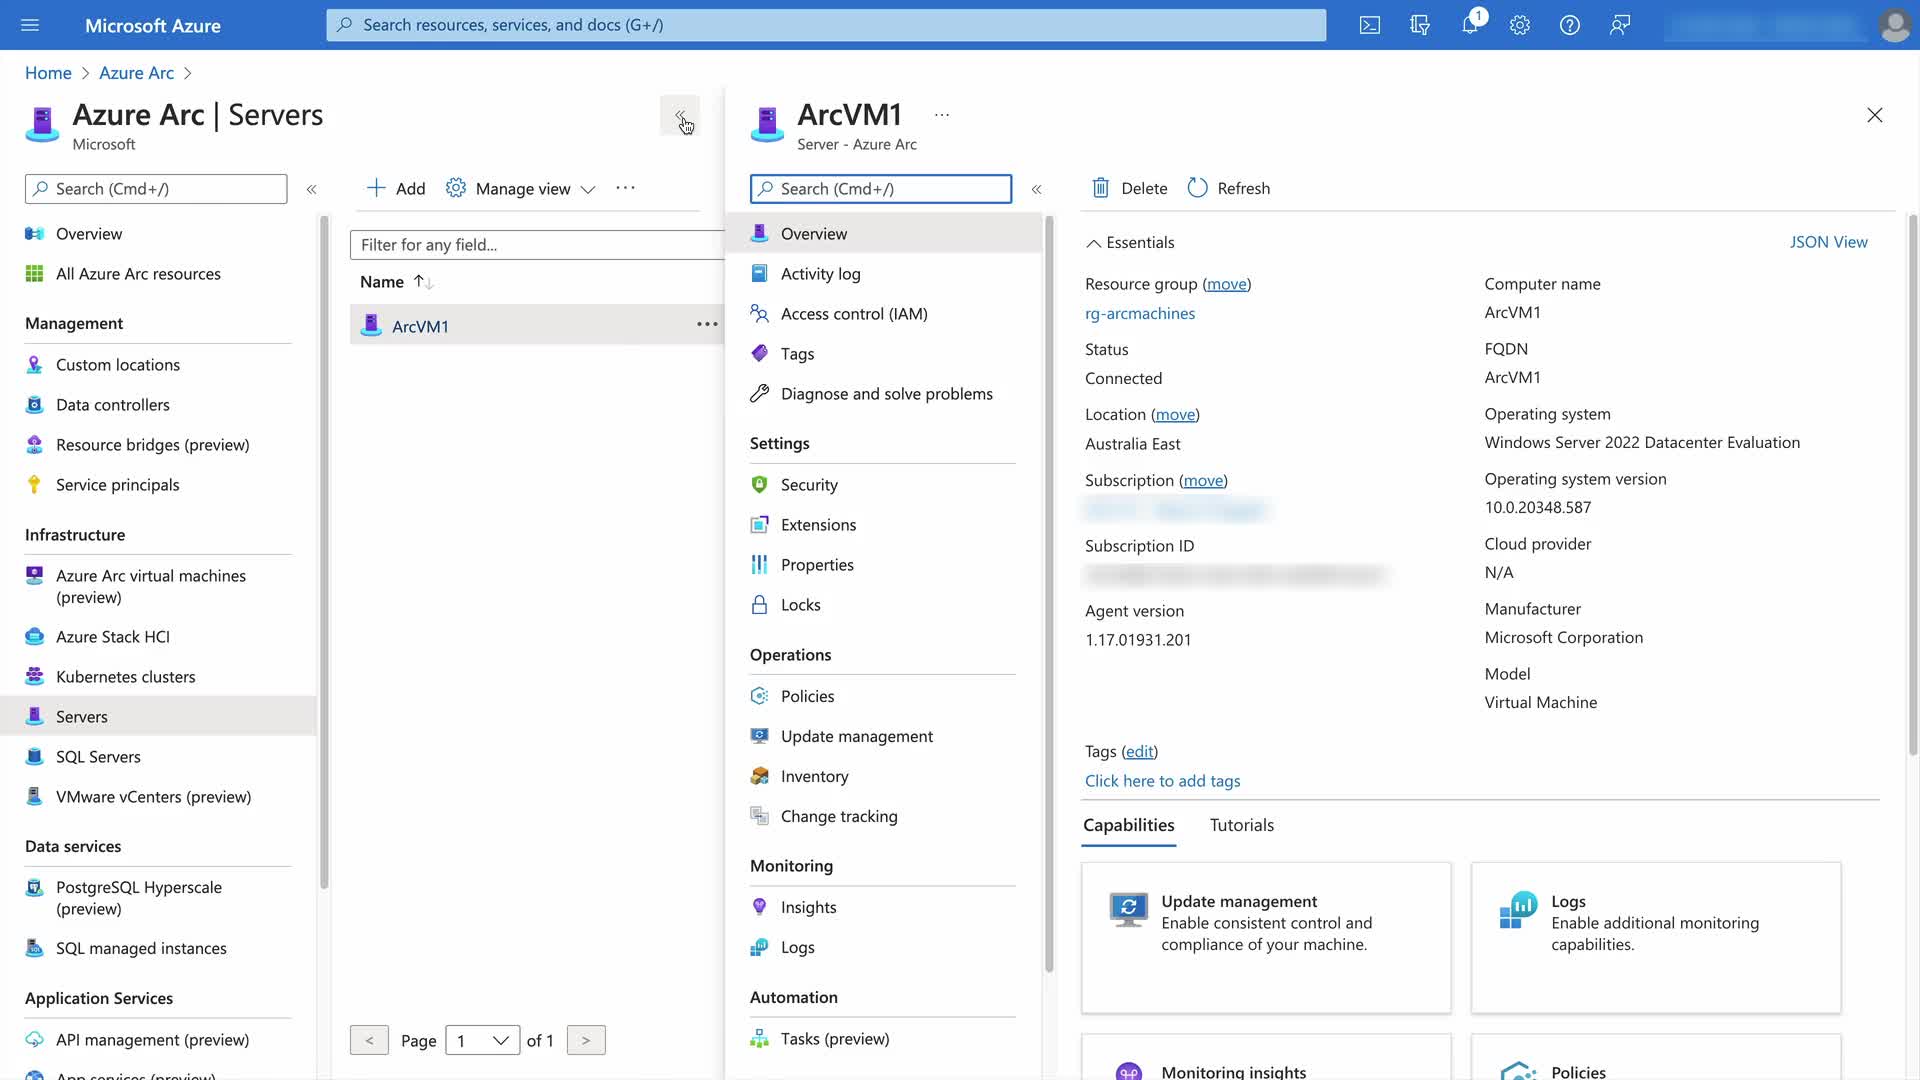 Microsoft Azure
Search resources, services, and docs (G+/)
1
Home > Azure Arc >
Azure Arc | Servers
Microsoft
«
Search (Cmd+/)
«
Overview
All Azure Arc resources
Management
Custom locations
Data controllers
Resource bridges (preview)
Service principals
Infrastructure
Azure Arc virtual machines
(preview)
Azure Stack HCI
Kubernetes clusters
Servers
SQL Servers
VMware vCenters (preview)
Data services
PostgreSQL Hyperscale
(preview)
SQL managed instances
Application Services
API management (preview)
App services (preview)
+ Add Manage view ···
Filter for any field...
Name ↑↓
ArcVM1 ···
< Page 1 of 1 >
ArcVM1 ···
Server - Azure Arc
Search (Cmd+/)
«
Overview
Activity log
Access control (IAM)
Tags
Diagnose and solve problems
Settings
Security
Extensions
Properties
Locks
Operations
Policies
Update management
Inventory
Change tracking
Monitoring
Insights
Logs
Automation
Tasks (preview)
Delete Refresh
Essentials
JSON View
Resource group (move)
rg-arcmachines
Status
Connected
Location (move)
Australia East
Subscription (move)
Subscription ID
Agent version
1.17.01931.201
Computer name
ArcVM1
FQDN
ArcVM1
Operating system
Windows Server 2022 Datacenter Evaluation
Operating system version
10.0.20348.587
Cloud provider
N/A
Manufacturer
Microsoft Corporation
Model
Virtual Machine
Tags (edit)
Click here to add tags
Capabilities Tutorials
Update management
Enable consistent control and
compliance of your machine.
Logs
Enable additional monitoring
capabilities.
Monitoring insights
Policies